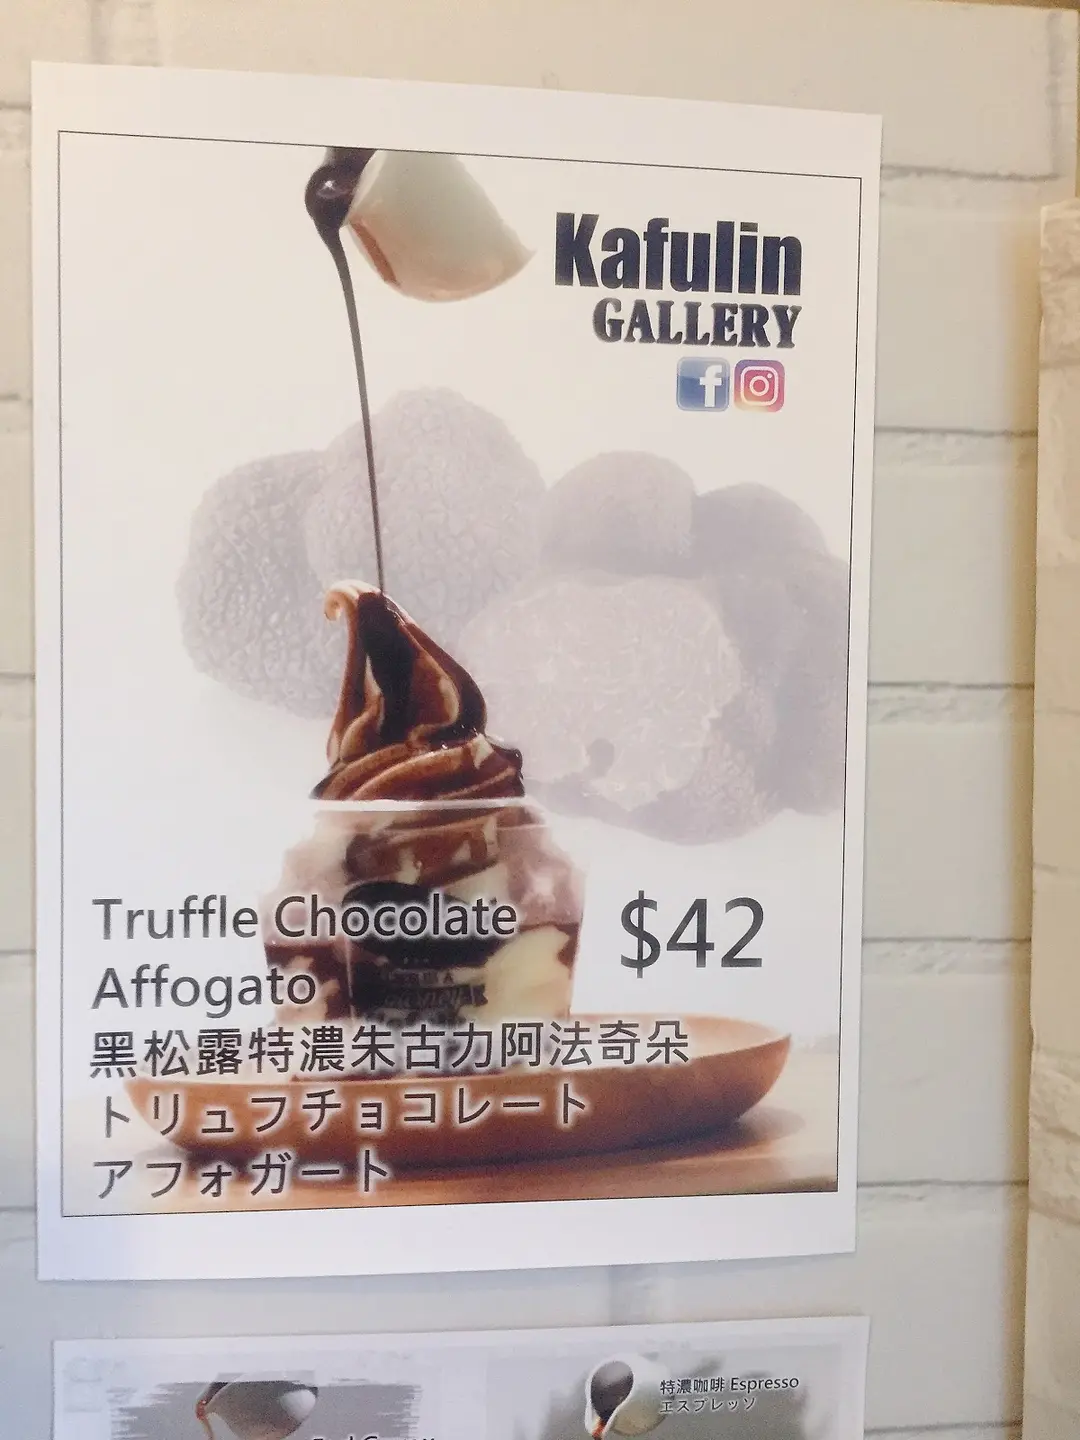 Kafulin
GALLERY
Truffle Chocolate
Affogato
$42
黑松露特濃朱古力阿法奇朵
トリュフチョコレート
アフォガート
特濃咖啡 Espresso
エスプレッソ